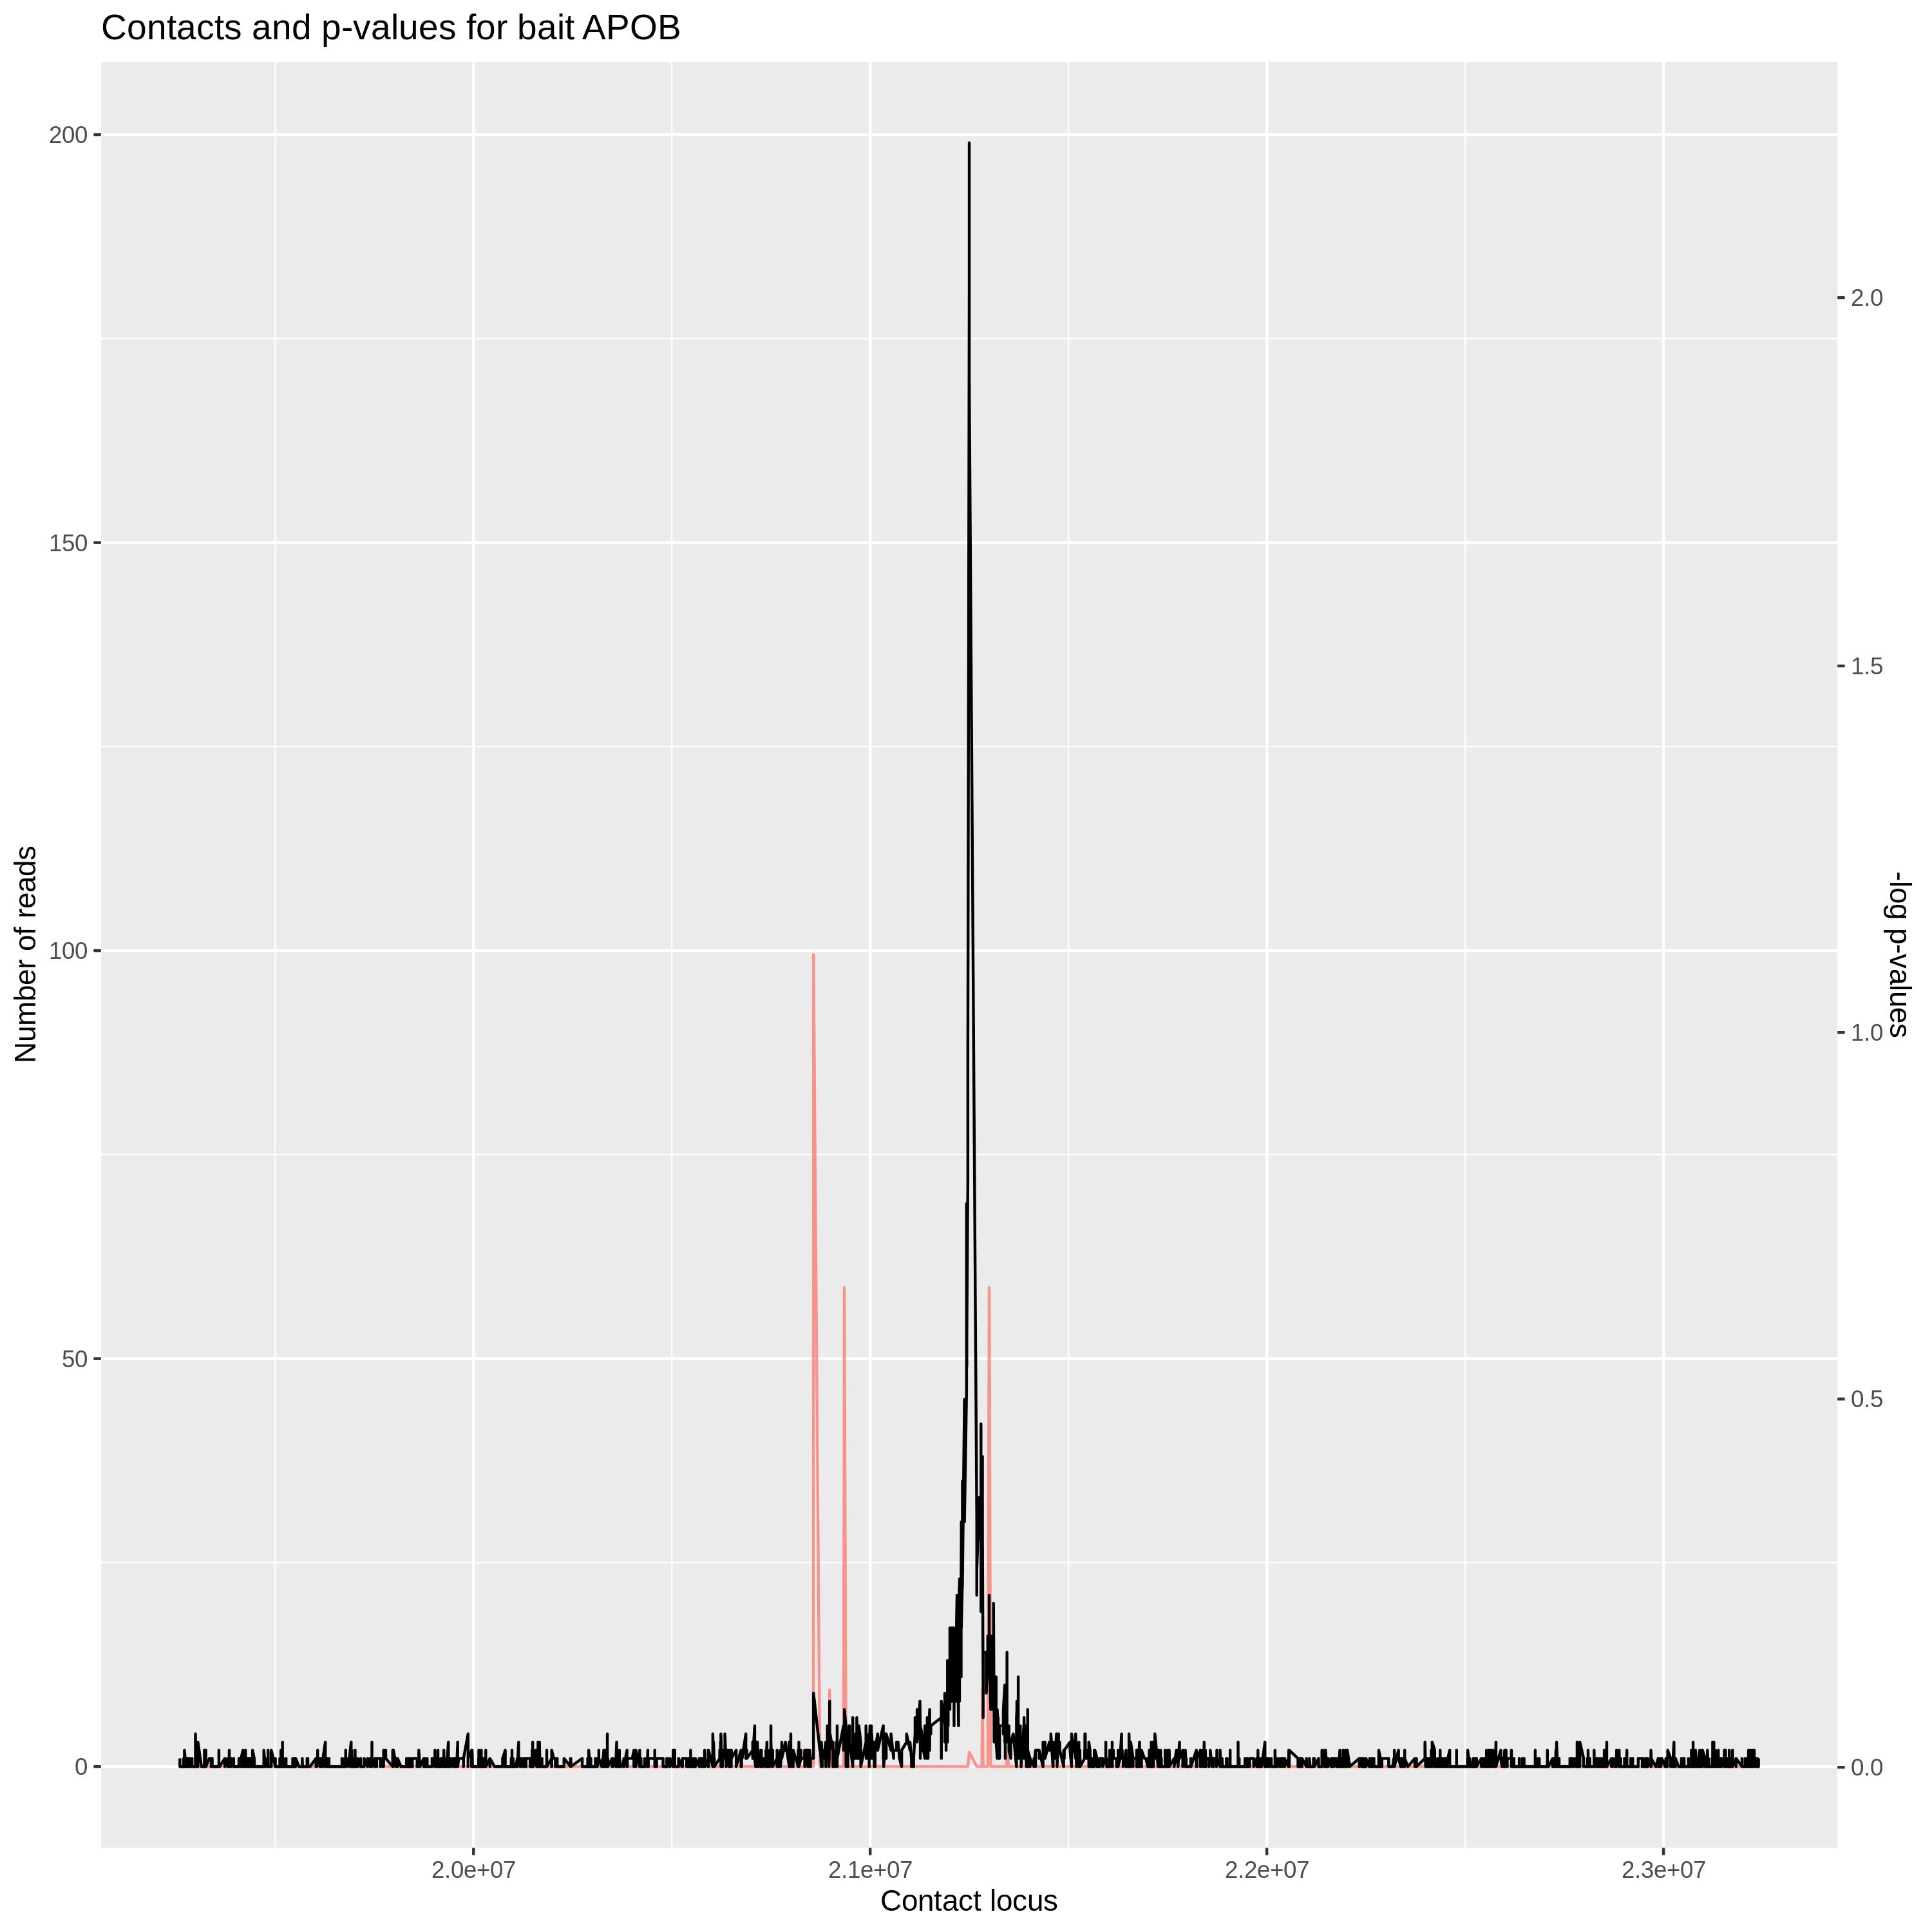 Contacts and p-values for bait APOB
200
150
100
50
0
Number of reads
2.0
1.5
1.0
0.5
0.0
-log p-values
2.0e+07
2.1e+07
2.2e+07
2.3e+07
Contact locus